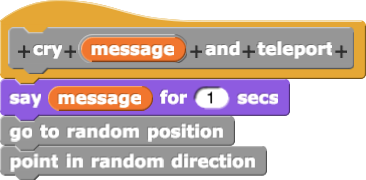 + cry message + and + teleport +
say message for 1 secs
go to random position
point in random direction